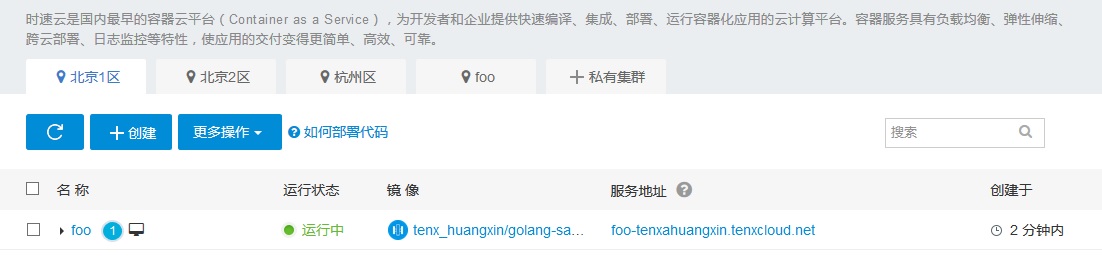 时速云是国内最早的容器云平台（Container as a Service），为开发者和企业提供快速编译、集成、部署、运行容器化应用的云计算平台。容器服务具有负载均衡、弹性伸缩、
跨云部署、日志监控等特性，使应用的交付变得更简单、高效、可靠。
北京1区 北京2区 杭州区 foo 私有集群
创建 更多操作 如何部署代码 搜索
名 称 运行状态 镜 像 服务地址 创建于
foo 1 运行中 tenx_huangxin/golang-sa... foo-tenxahuangxin.tenxcloud.net 2 分钟内